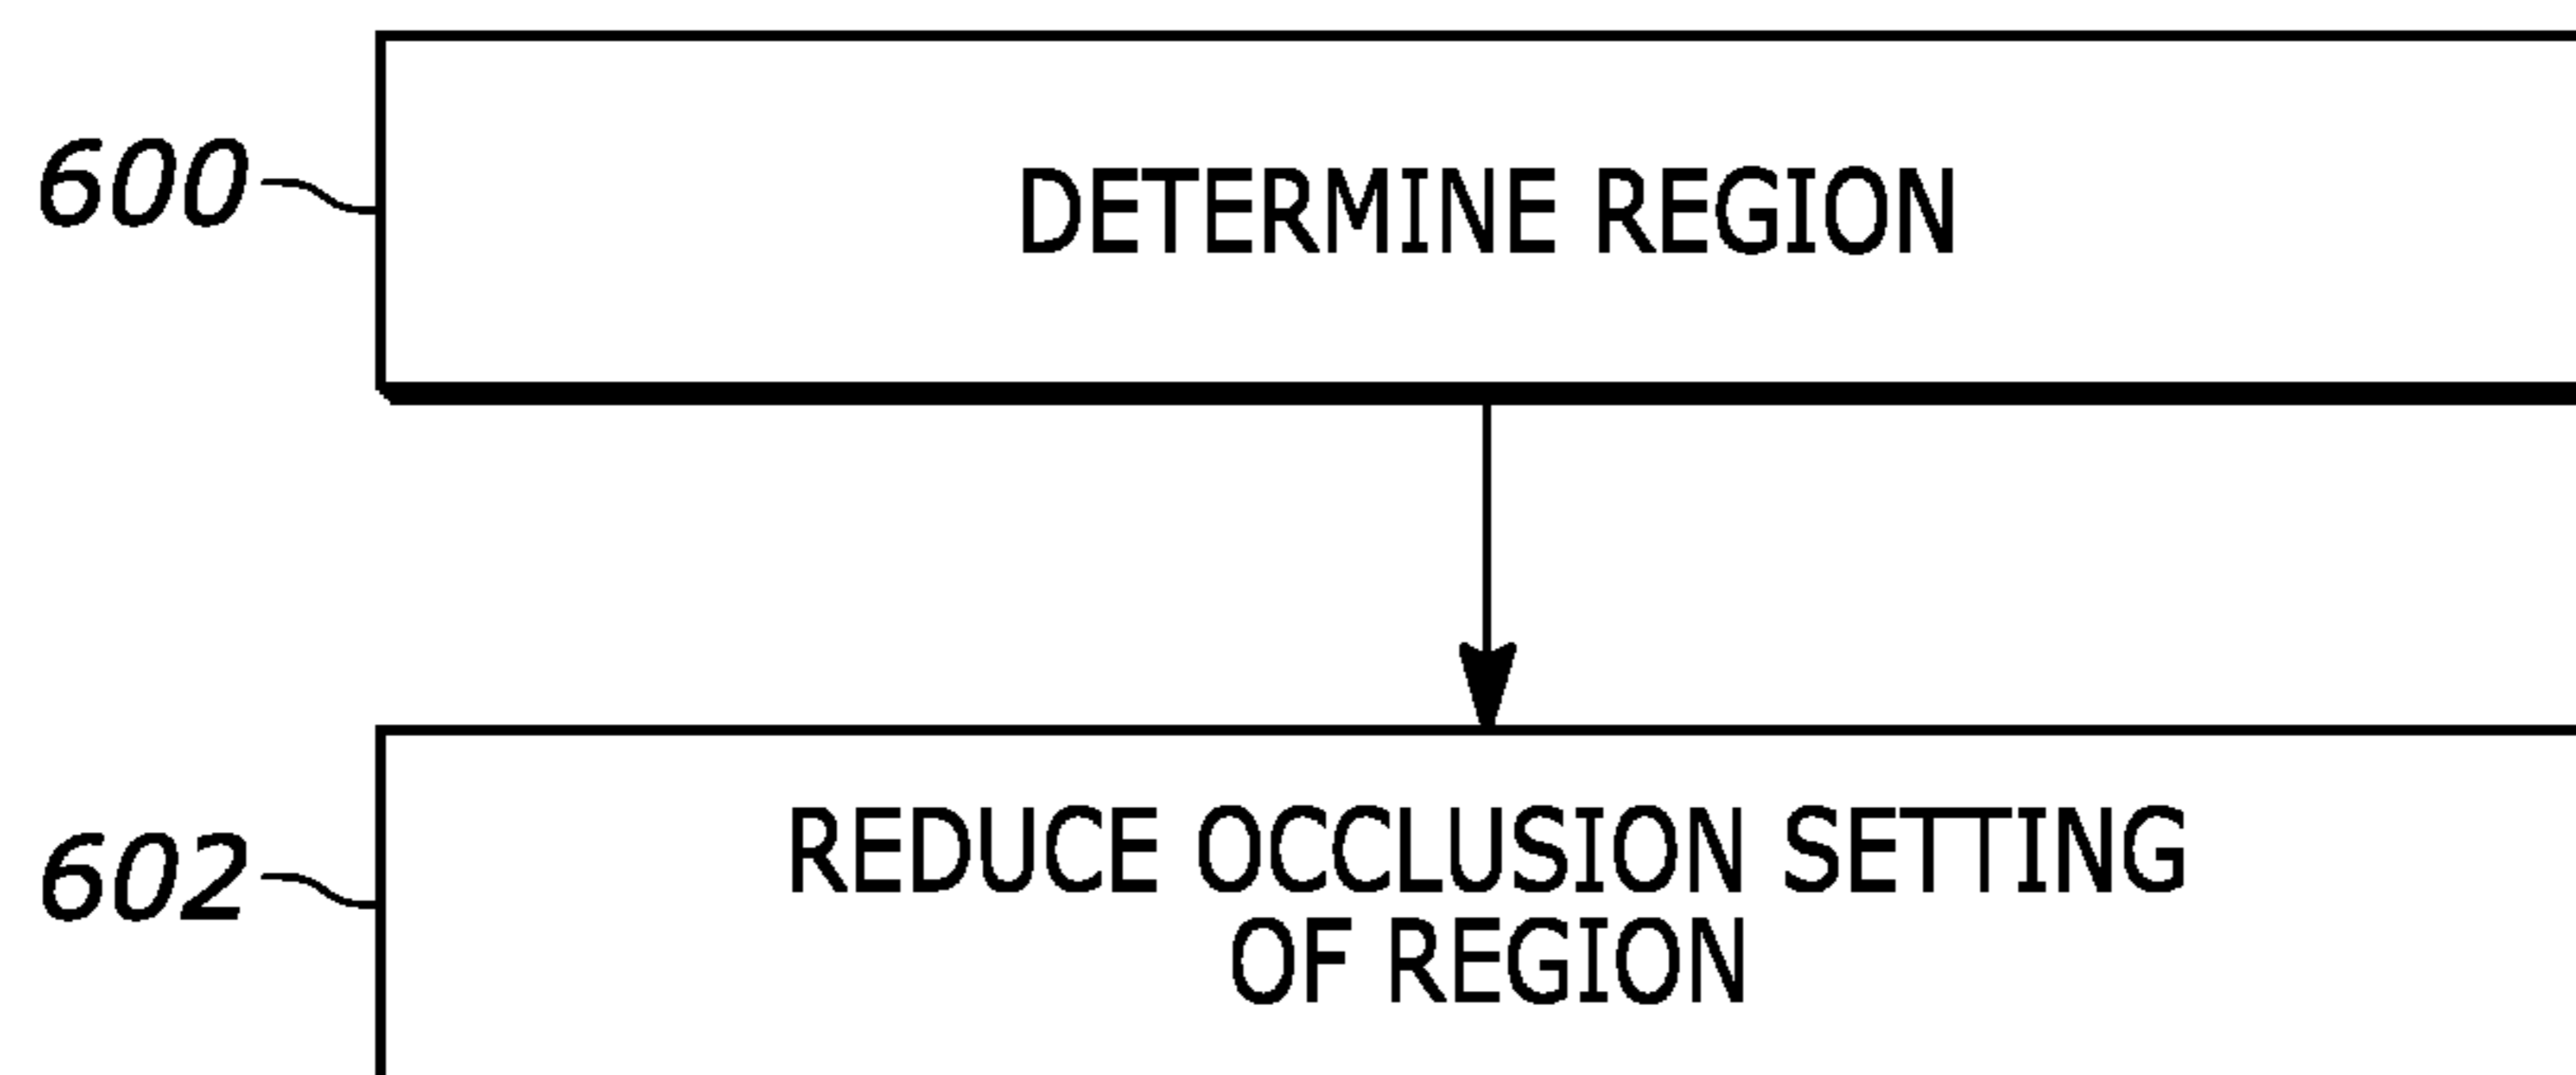 600
DETERMINE REGION
602
REDUCE OCCLUSION SETTING
OF REGION